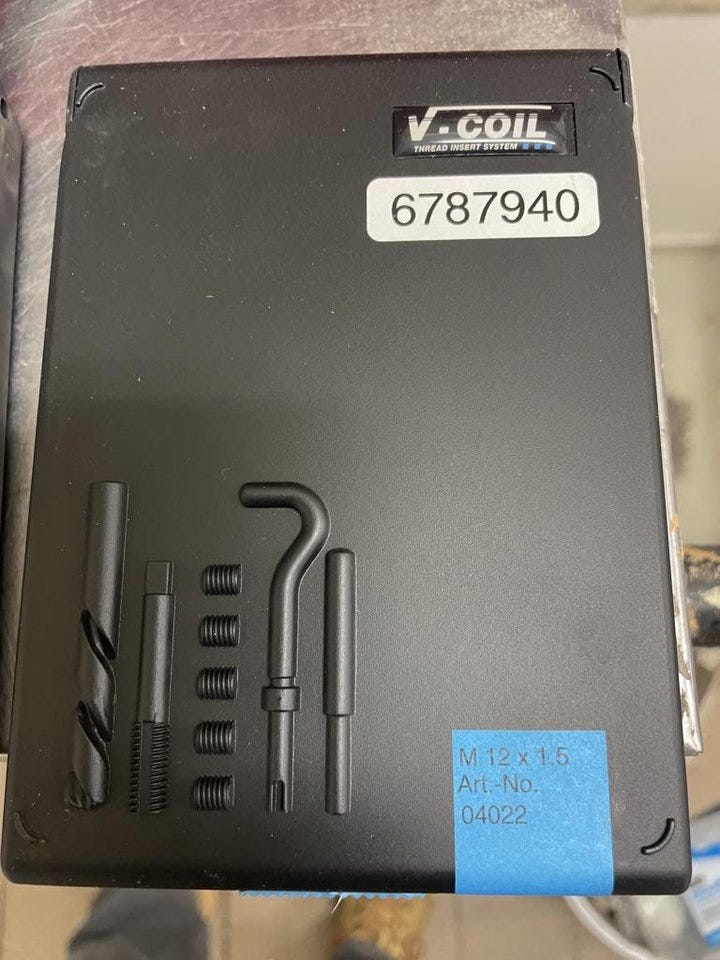 V-COIL
THREAD INSERT SYSTEM
6787940
M 12 x 1,5
Art.-No.
04022